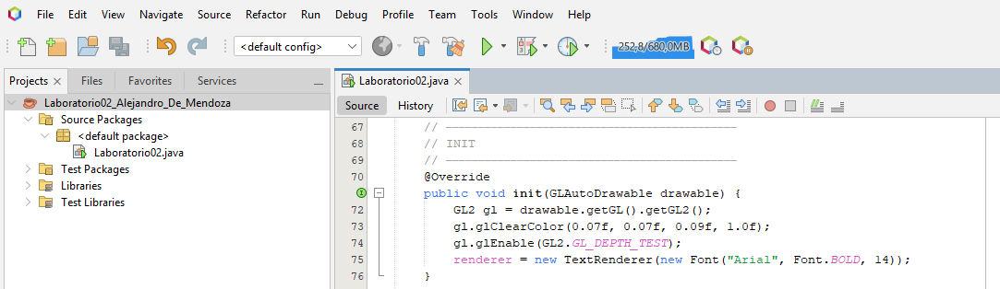 File Edit View Navigate Source Refactor Run Debug Profile Team Tools Window Help
<default config> 252,8/680,0MB
Projects Files Favorites Services
Laboratorio02_Alejandro_De_Mendoza
Source Packages
<default package>
Laboratorio02.java
Test Packages
Libraries
Test Libraries
Laboratorio02.java
Source History
67 // ─────────────────────────────────────────────
68 // INIT
69 // ─────────────────────────────────────────────
70 @Override
public void init(GLAutoDrawable drawable) {
72 GL2 gl = drawable.getGL().getGL2();
73 gl.glClearColor(0.07f, 0.07f, 0.09f, 1.0f);
74 gl.glEnable(GL2.GL_DEPTH_TEST);
75 renderer = new TextRenderer(new Font("Arial", Font.BOLD, 14));
76 }